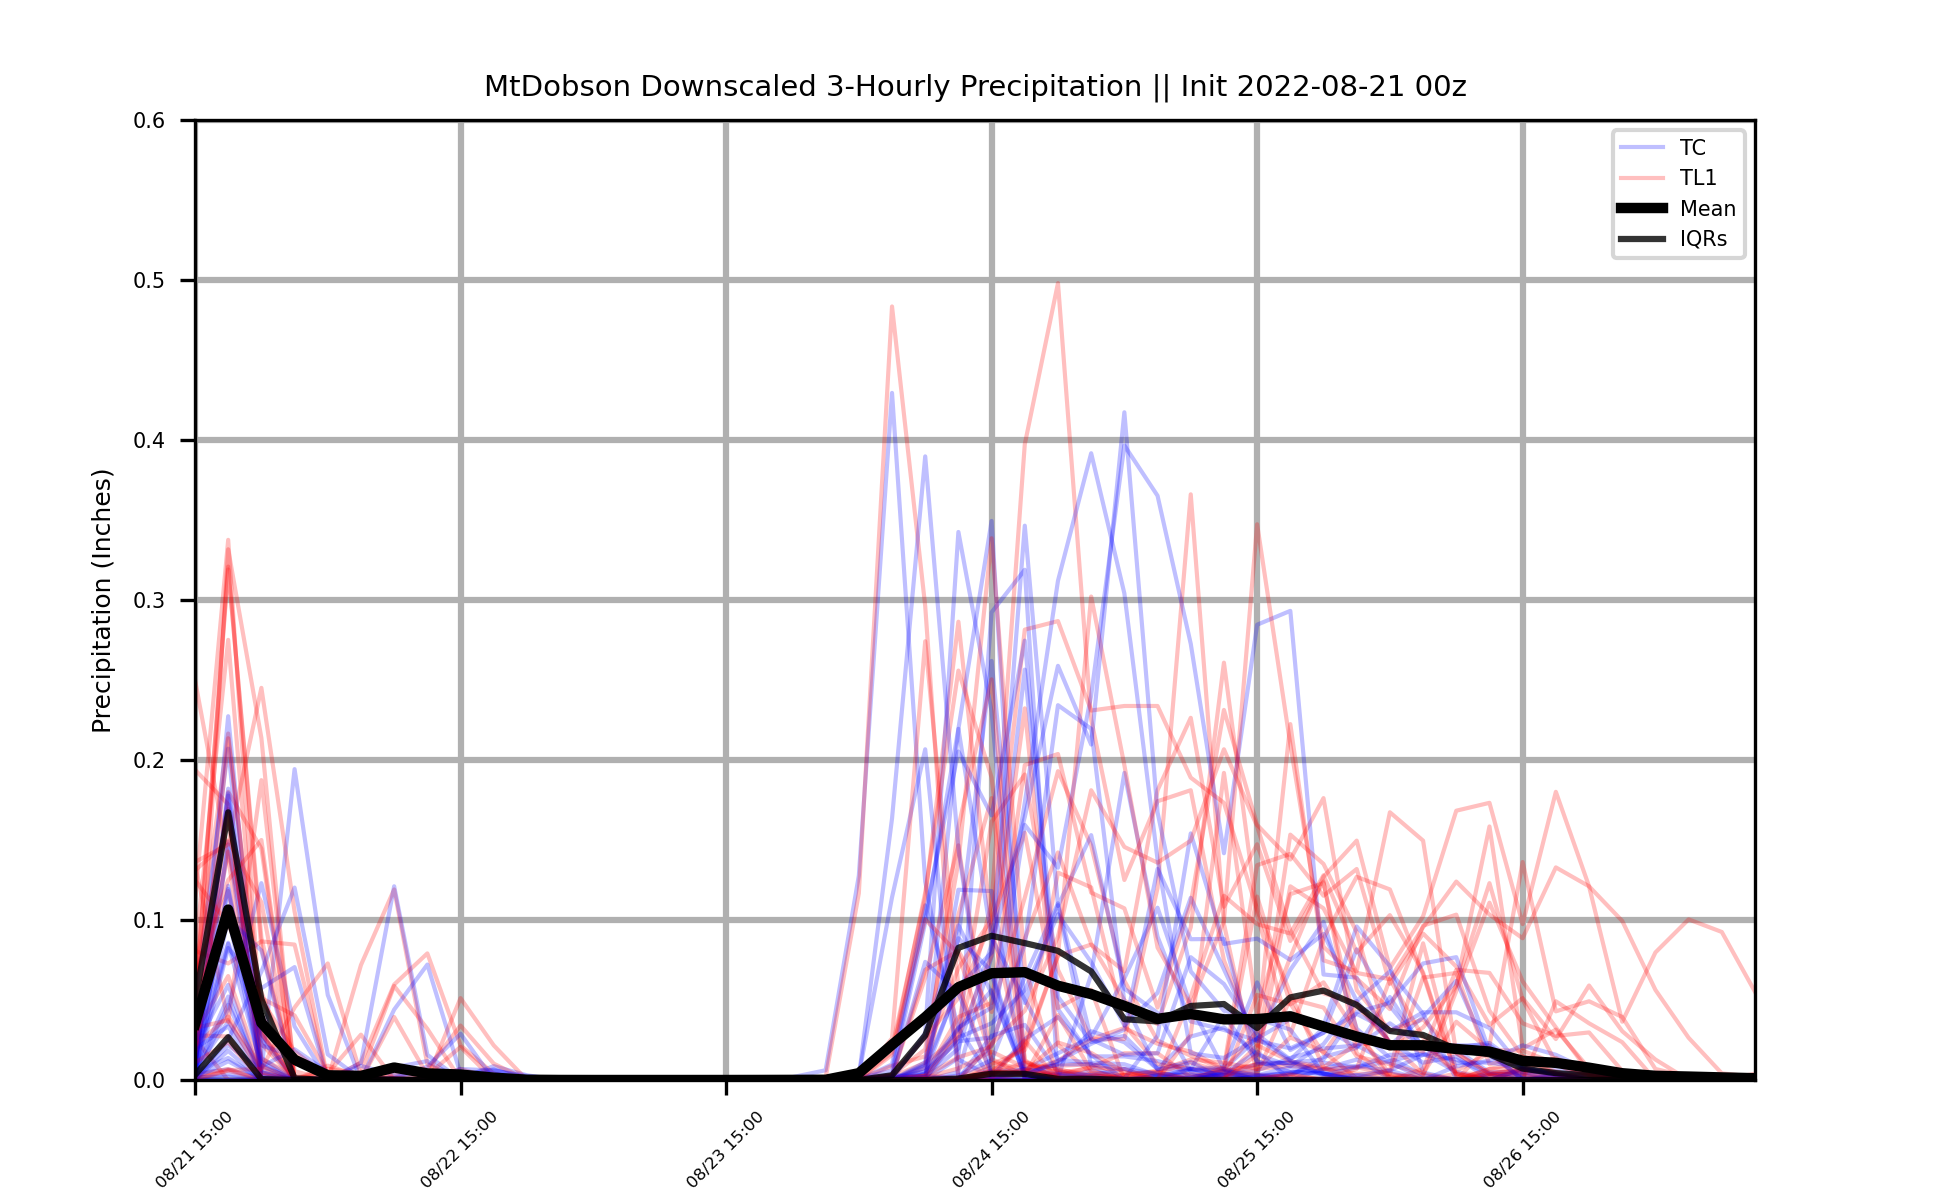 MtDobson Downscaled 3-Hourly Precipitation || Init 2022-08-21 00z
0.6
0.5
0.4
0.3
0.2
0.1
0.0
Precipitation (Inches)
TC
TL1
Mean
IQRs
08/21 15:00
08/22 15:00
08/23 15:00
08/24 15:00
08/25 15:00
08/26 15:00